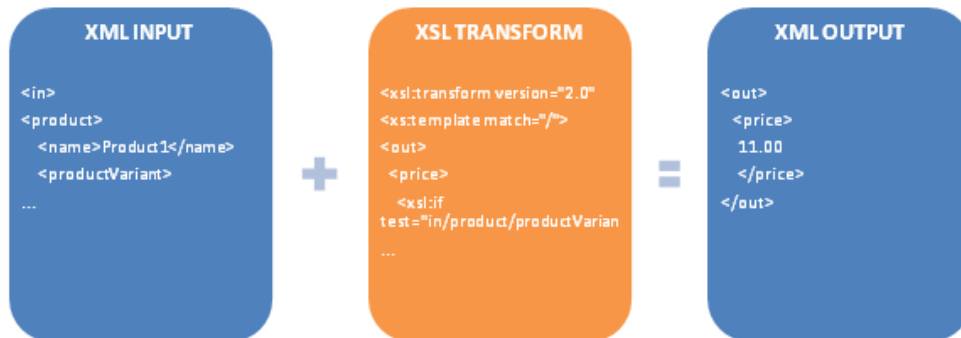 XML INPUT
<in>
<product>
<name>Product1</name>
<productVariant>
...
XSL TRANSFORM
<xsl:transform version="2.0"
<xs:template match="/">
<out>
<price>
<xsl:if
test="in/product/productVarian
...
XML OUTPUT
<out>
<price>
11.00
</price>
</out>